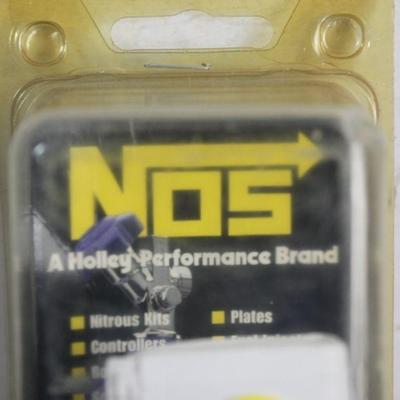 NOS
A Holley Performance Brand
Nitrous Kits
Plates
Controllers